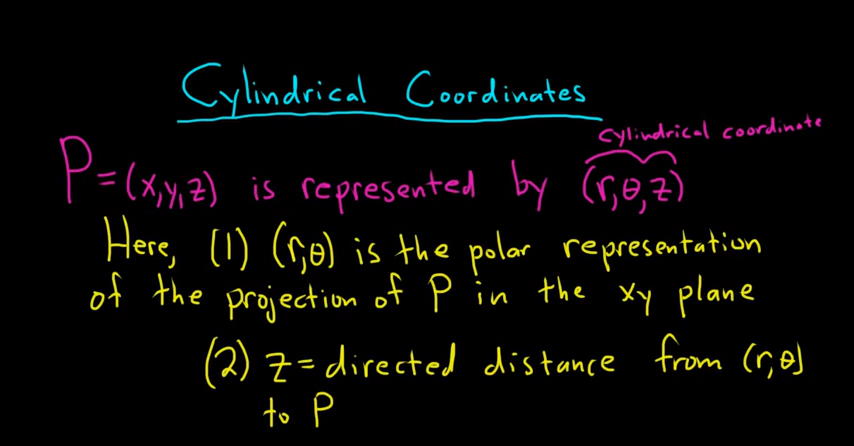 Cylindrical Coordinates
cylindrical coordinate
P=(x,y,z) is represented by (r,θ,z)
Here, (1) (r,θ) is the polar representation
of the projection of P in the xy plane
(2) z = directed distance from (r,θ)
to P